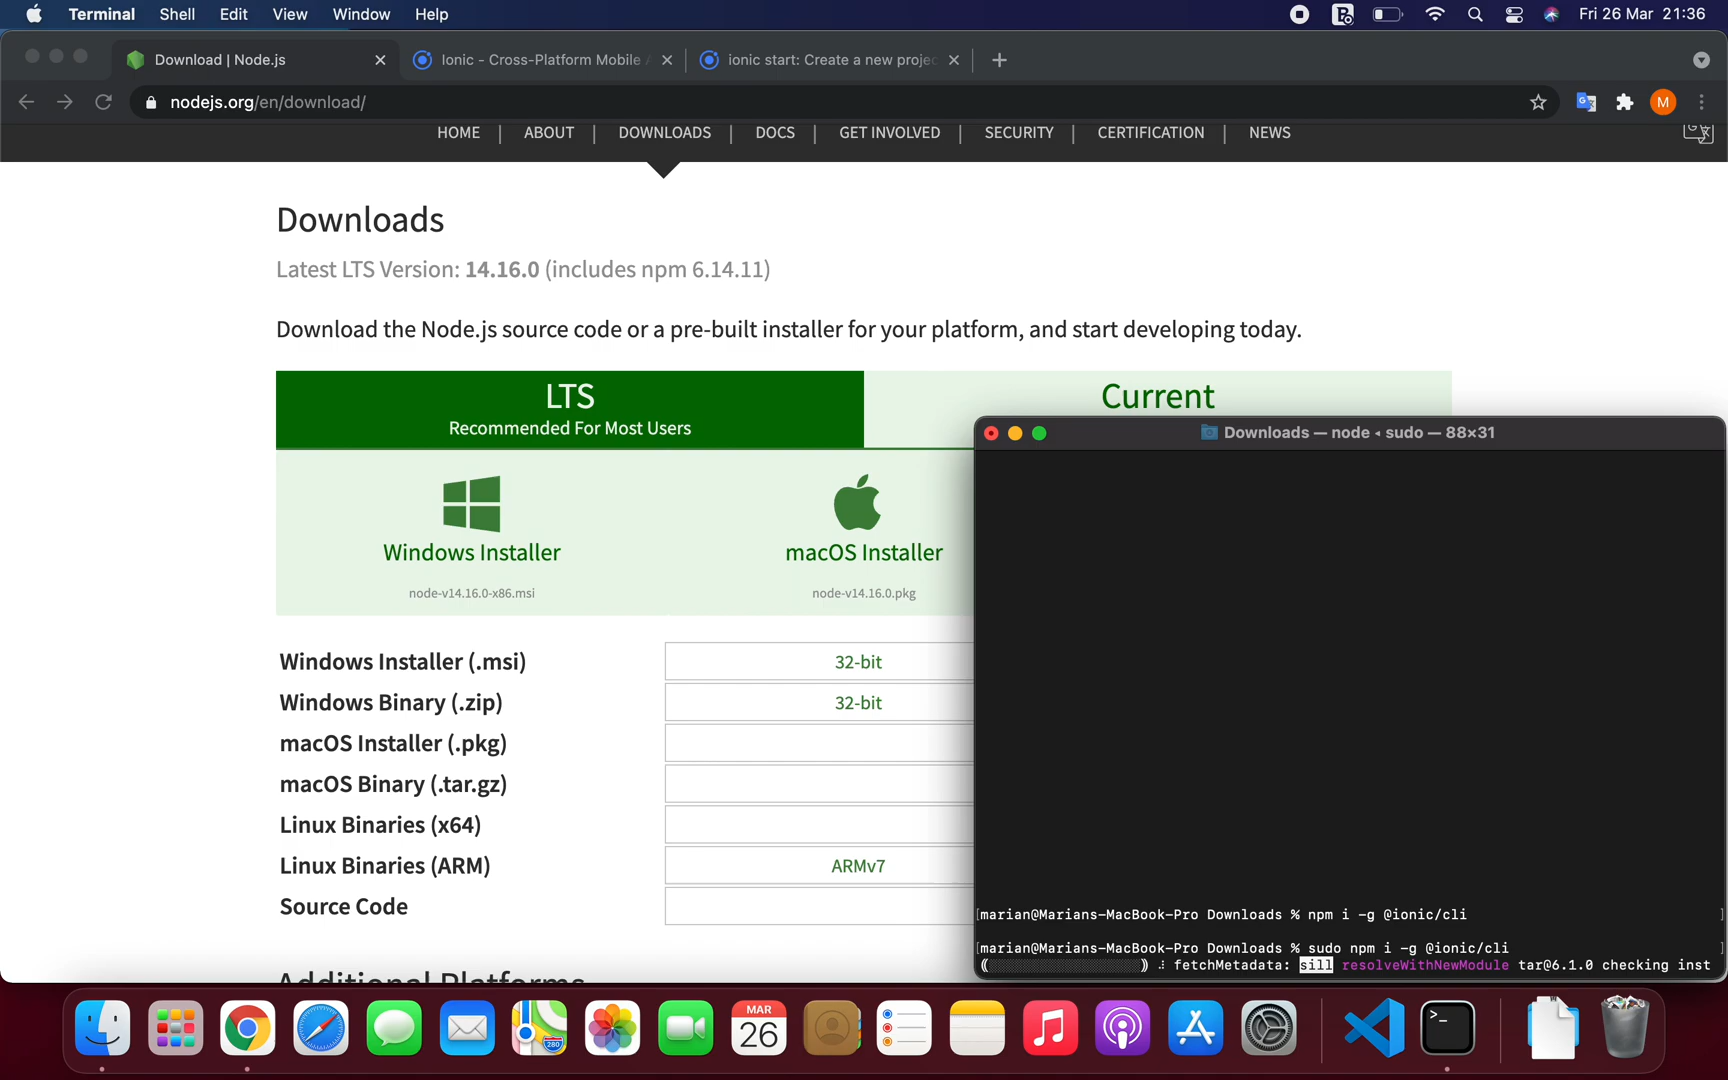 Terminal Shell Edit View Window Help
Fri 26 Mar 21:36
Download | Node.js
Ionic - Cross-Platform Mobile
ionic start: Create a new projec
nodejs.org/en/download/
M
HOME | ABOUT | DOWNLOADS | DOCS | GET INVOLVED | SECURITY | CERTIFICATION | NEWS
Downloads
Latest LTS Version: 14.16.0 (includes npm 6.14.11)
Download the Node.js source code or a pre-built installer for your platform, and start developing today.
LTS
Recommended For Most Users
Current
Downloads — node ◂ sudo — 88×31
Windows Installer
node-v14.16.0-x86.msi
macOS Installer
node-v14.16.0.pkg
Windows Installer (.msi)
32-bit
Windows Binary (.zip)
32-bit
macOS Installer (.pkg)
macOS Binary (.tar.gz)
Linux Binaries (x64)
Linux Binaries (ARM)
ARMv7
Source Code
[marian@Marians-MacBook-Pro Downloads % npm i -g @ionic/cli ]
[marian@Marians-MacBook-Pro Downloads % sudo npm i -g @ionic/cli ]
fetchMetadata: sill resolveWithNewModule tar@6.1.0 checking inst
Additional Platforms
MAR
26
280